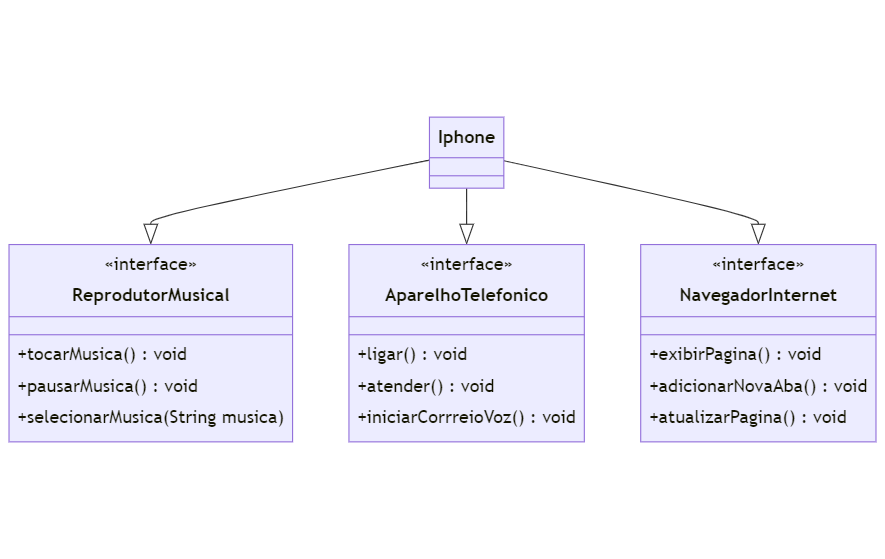 Iphone
«interface»
ReprodutorMusical
+tocarMusica() : void
+pausarMusica() : void
+selecionarMusica(String musica)
«interface»
AparelhoTelefonico
+ligar() : void
+atender() : void
+iniciarCorrreioVoz() : void
«interface»
NavegadorInternet
+exibirPagina() : void
+adicionarNovaAba() : void
+atualizarPagina() : void